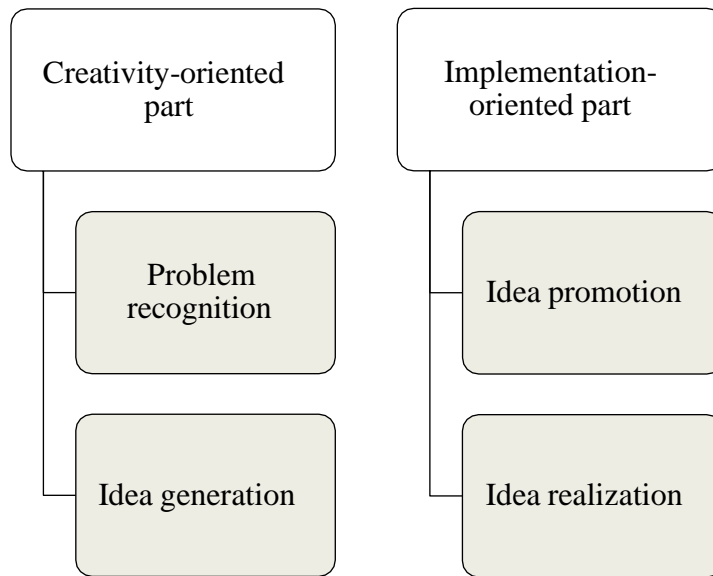 Creativity-oriented
part
Problem
recognition
Idea generation
Implementation-
oriented part
Idea promotion
Idea realization